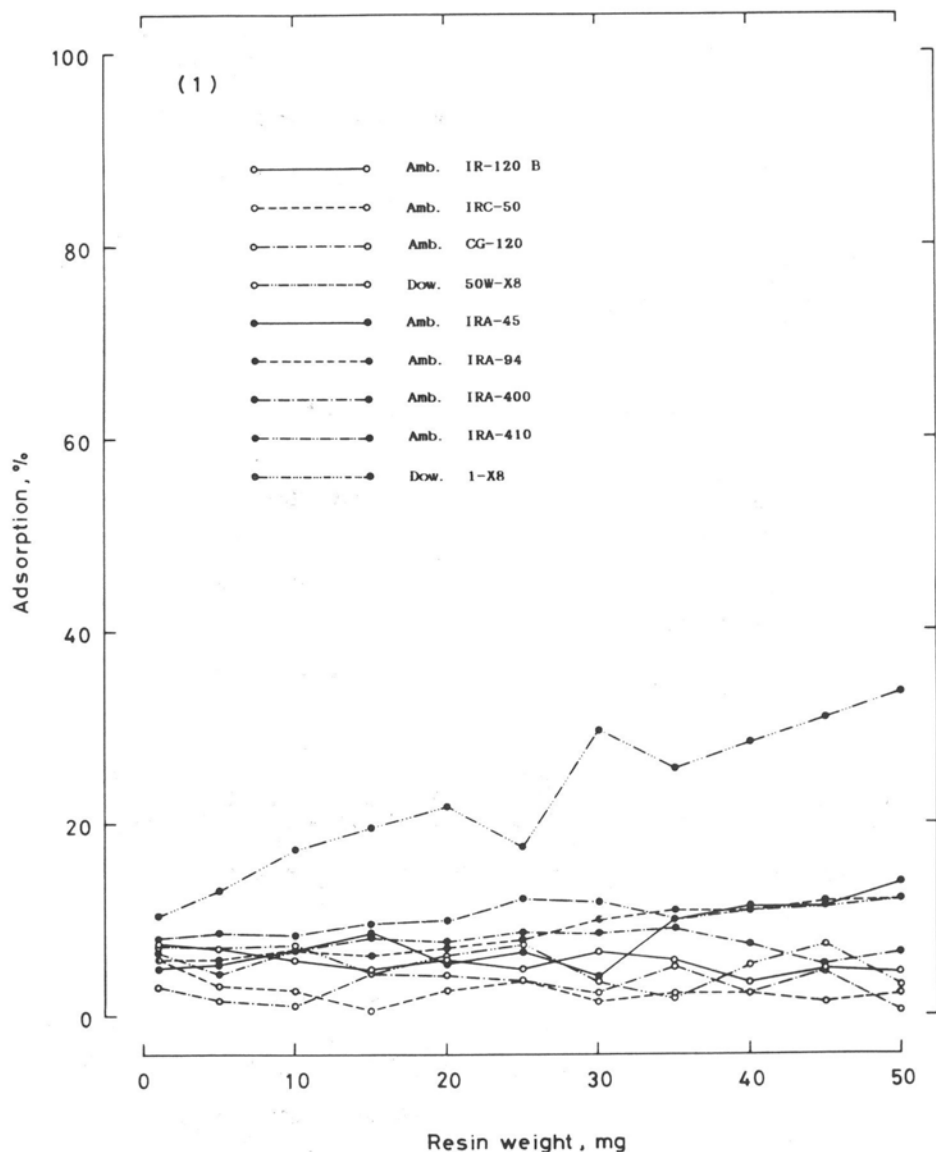 100
(1)
Amb. IR-120 B
Amb. IRC-50
Amb. CG-120
80
Dow. 50W-X8
Amb. IRA-45
Amb. IRA-94
Amb. IRA-400
60
Amb. IRA-410
Dow. 1-X8
Adsorption, %
40
20
0
0 10 20 30 40 50
Resin weight, mg